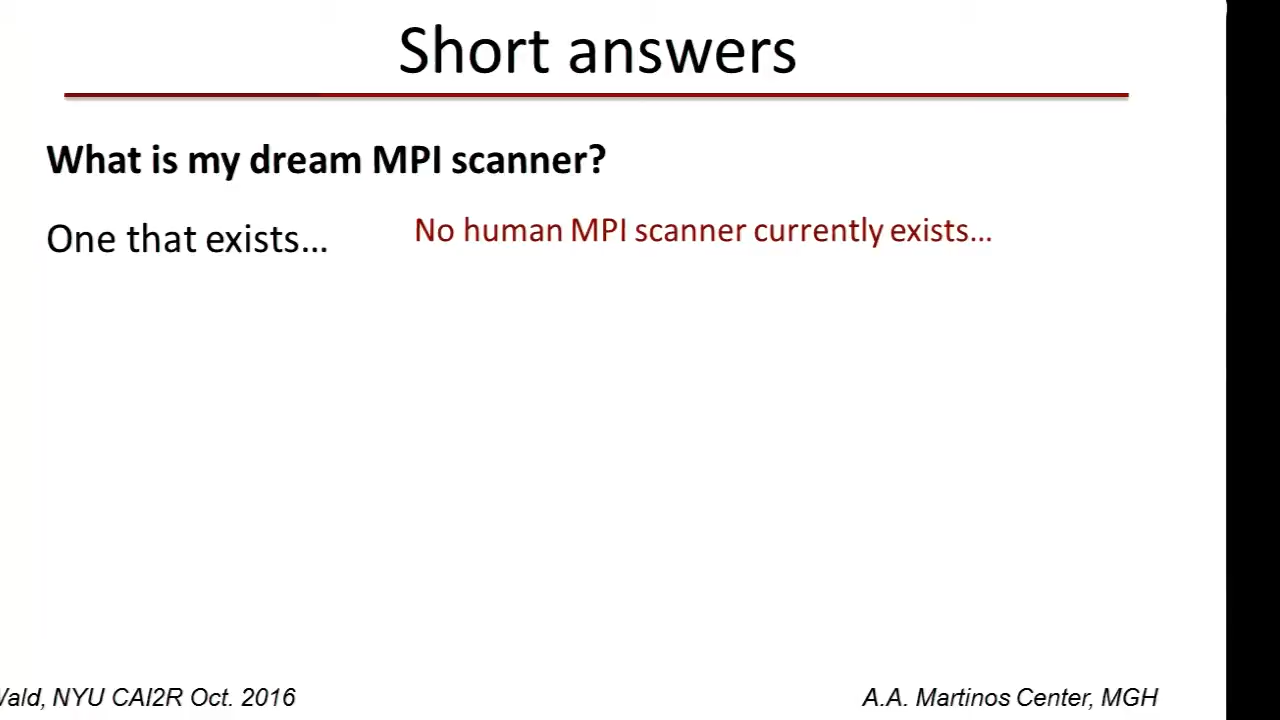 Short answers
What is my dream MPI scanner?
One that exists… No human MPI scanner currently exists…
Wald, NYU CAI2R Oct. 2016
A.A. Martinos Center, MGH